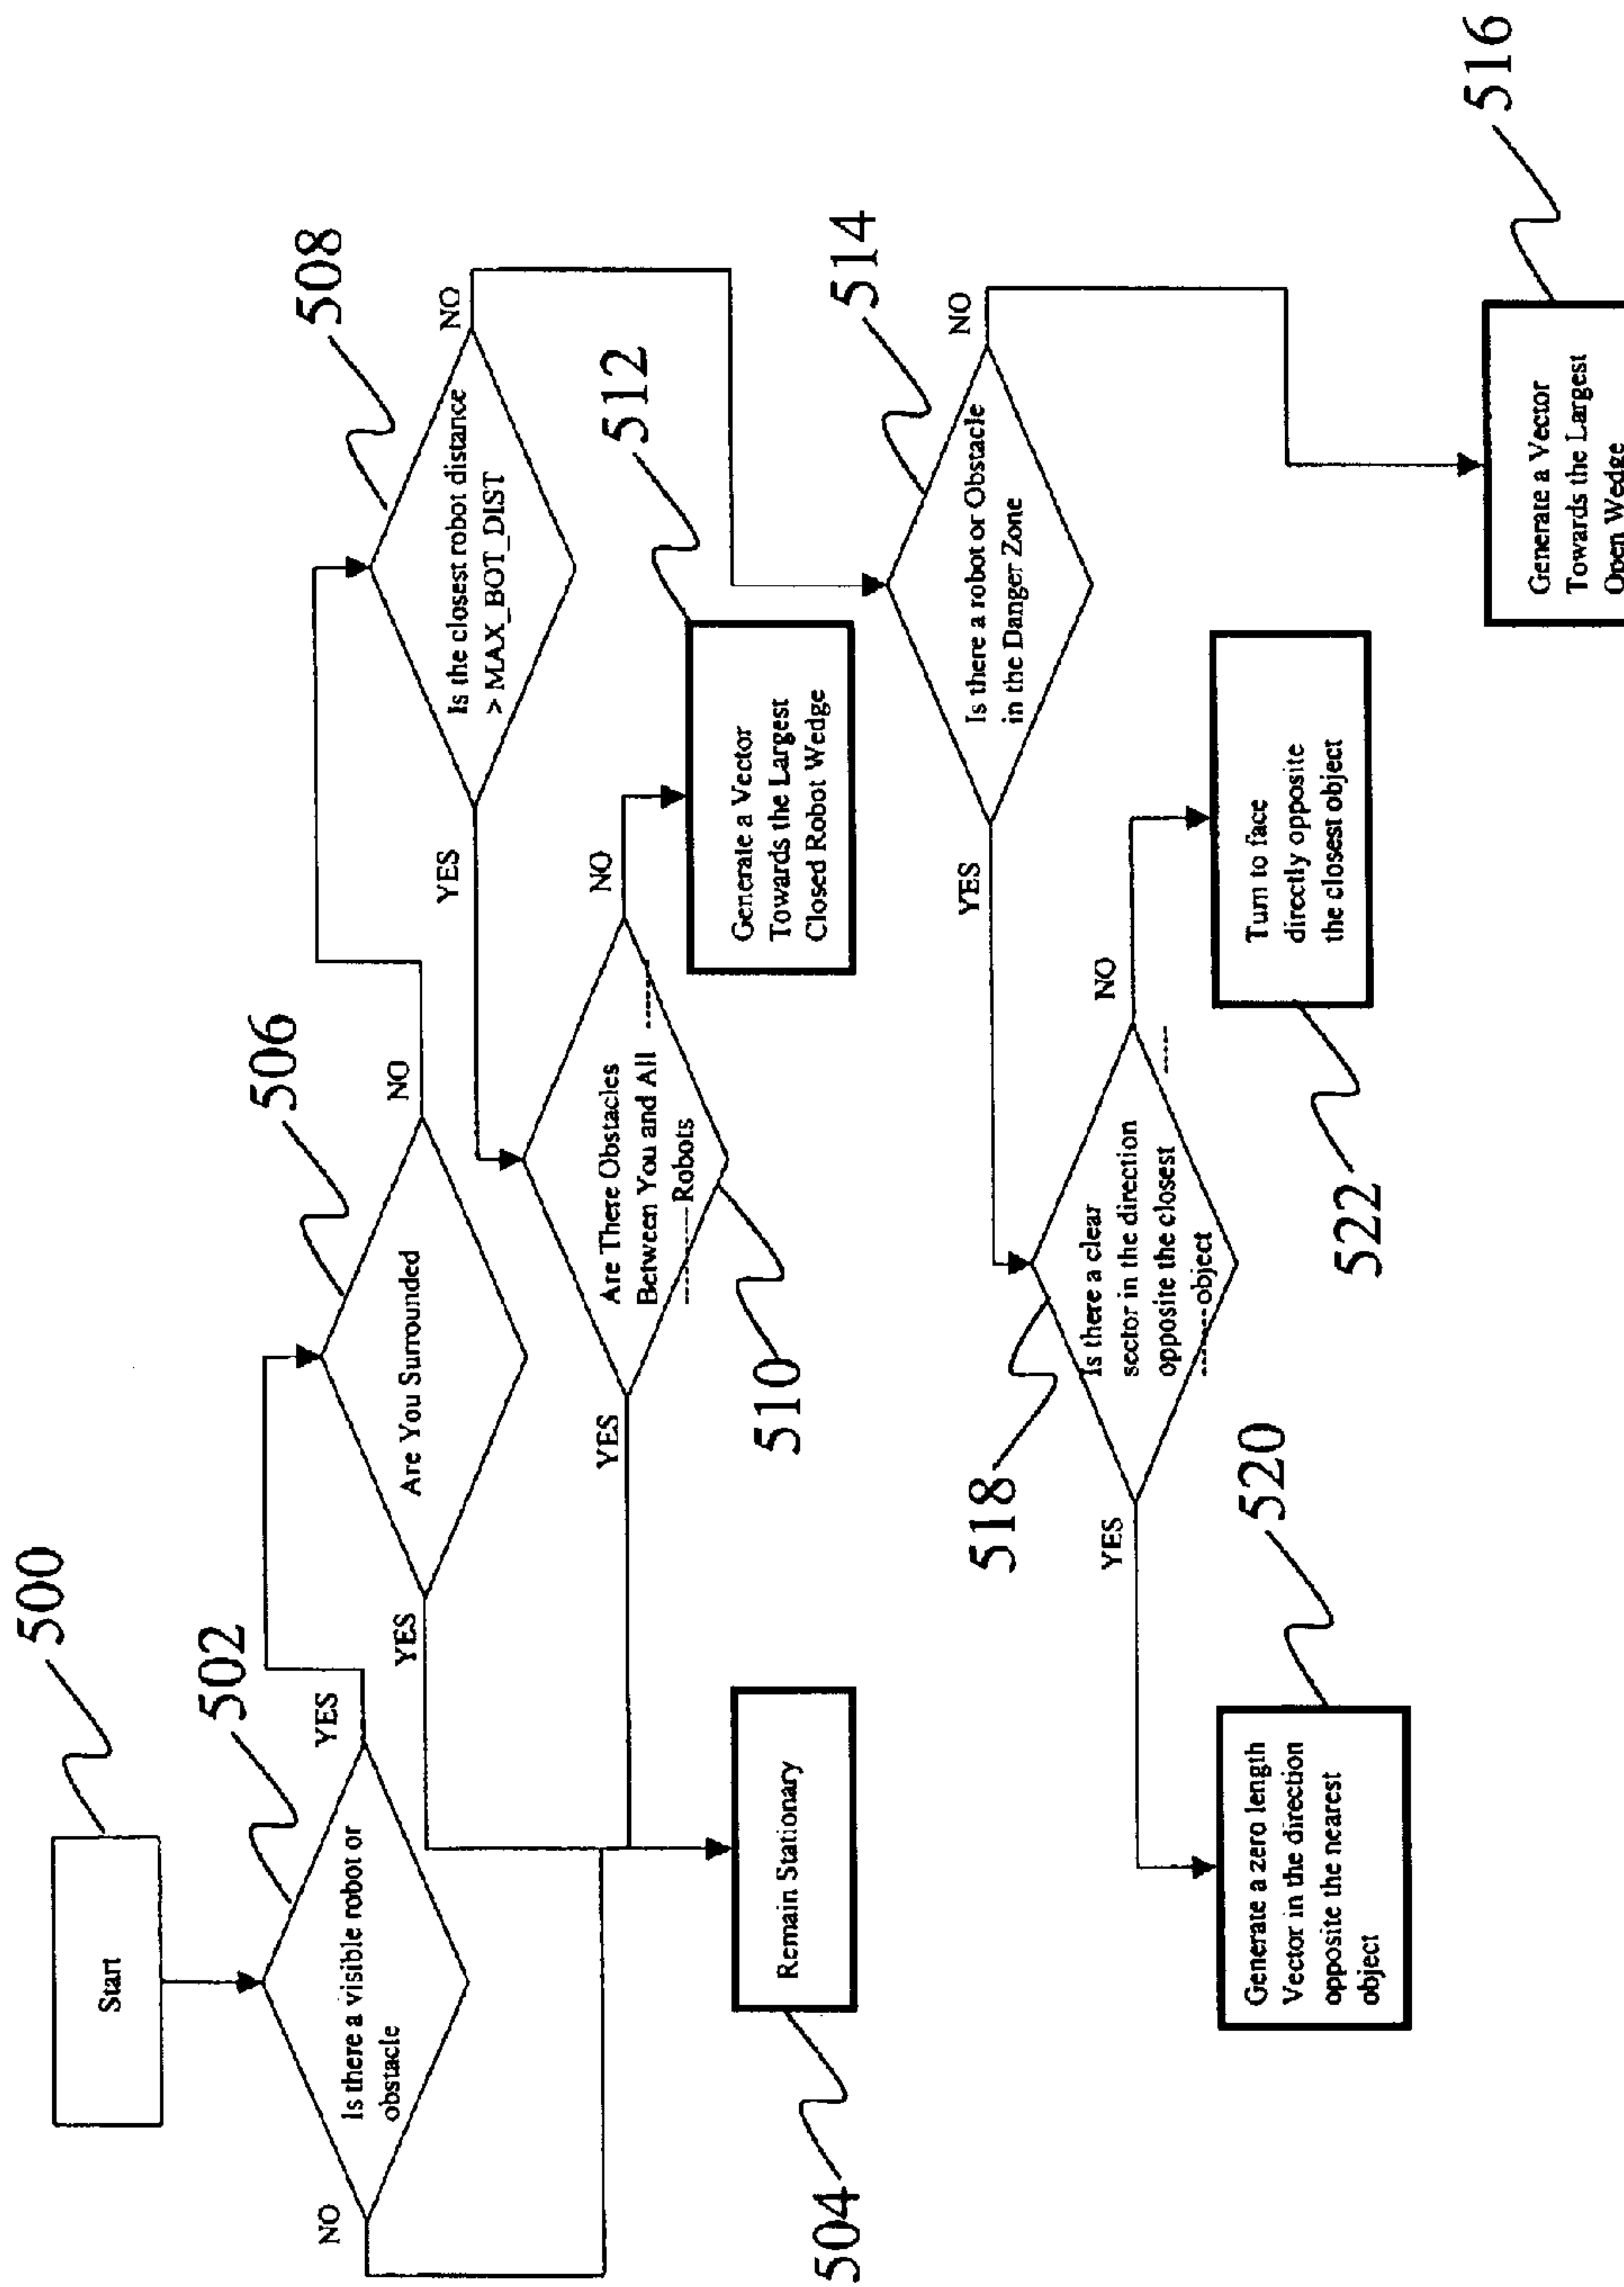 500
Start
502
Is there a visible robot or
obstacle
NO
YES
506
Are You Surrounded
YES
NO
508
Is the closest robot distance
> MAX_BOT_DIST
YES
NO
510
Are There Obstacles
Between You and All ------
--------- Robots
YES
NO
504
Remain Stationary
512
Generate a Vector
Towards the Largest
Closed Robot Wedge
514
Is there a robot or Obstacle
in the Danger Zone
YES
NO
518
Is there a clear
sector in the direction
opposite the closest -----
-------object
YES
NO
520
Generate a zero length
Vector in the direction
opposite the nearest
object
522
Turn to face
directly opposite
the closest object
516
Generate a Vector
Towards the Largest
Open Wedge